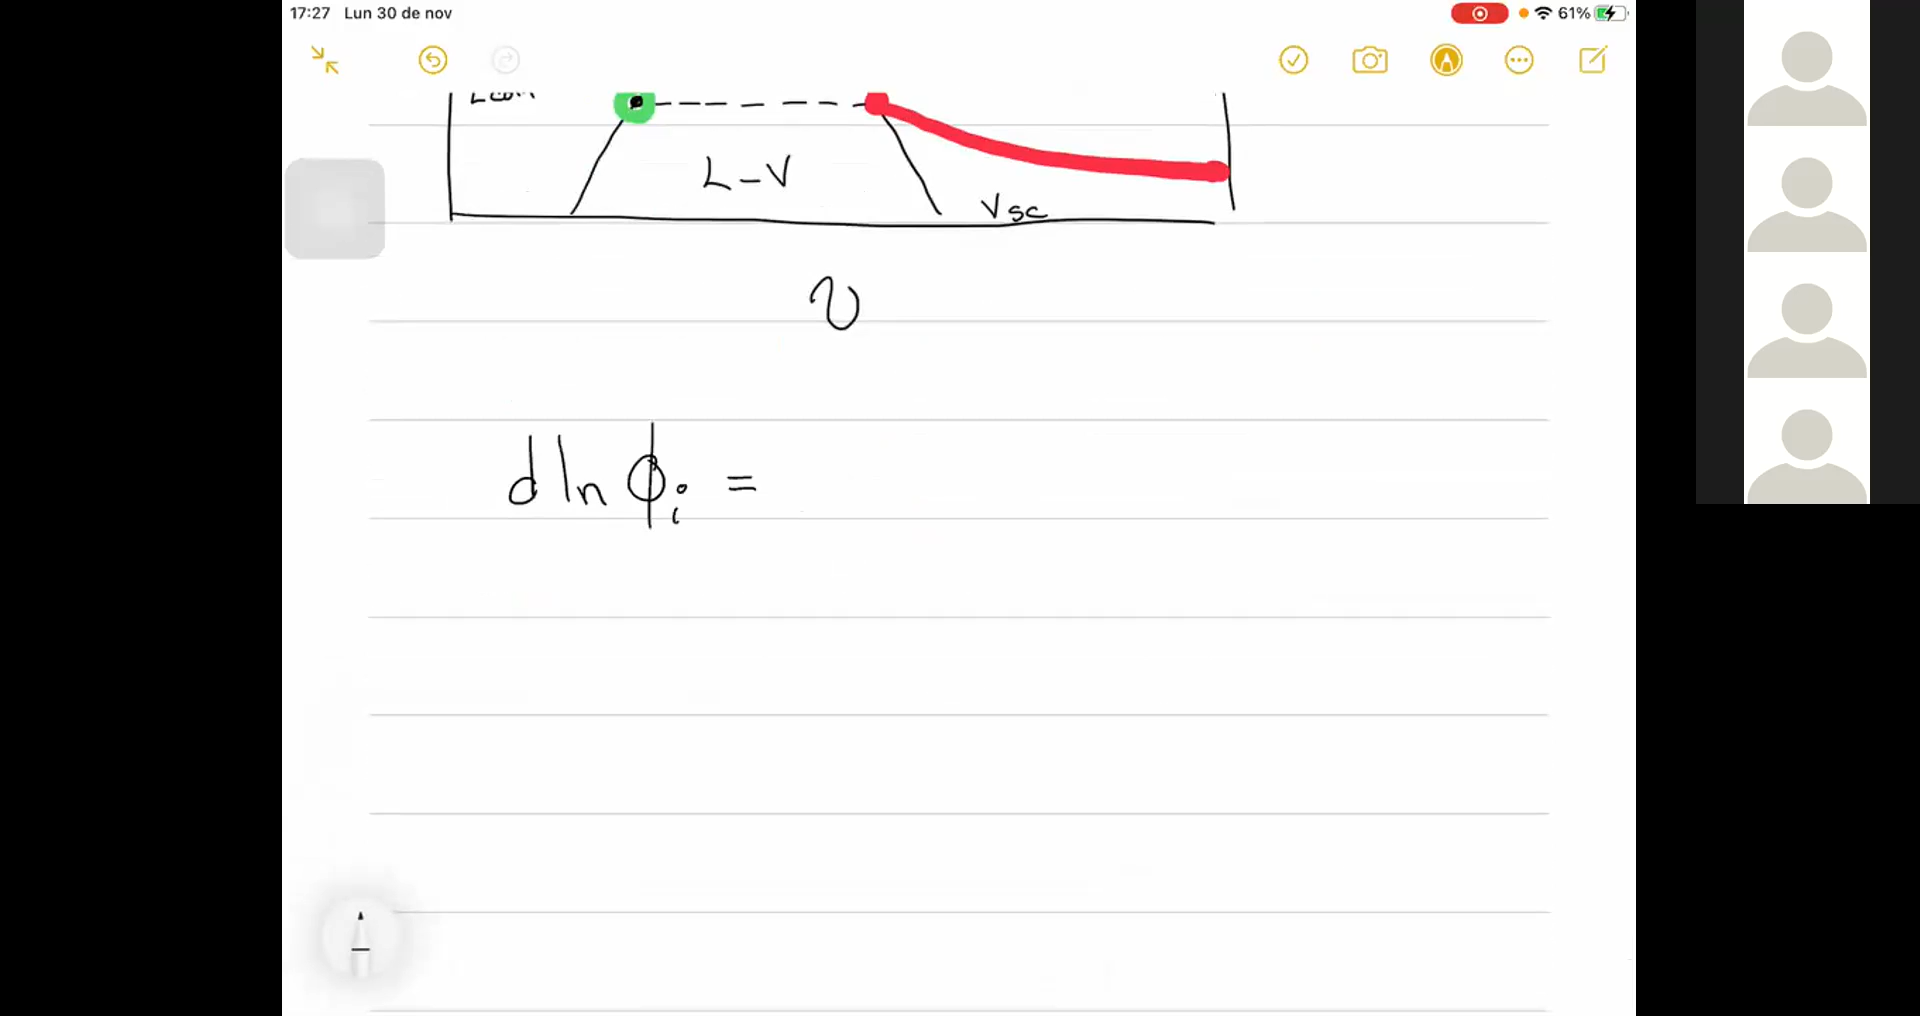 17:27 Lun 30 de nov 61%
L-V
Vsc
v
d ln ϕi =